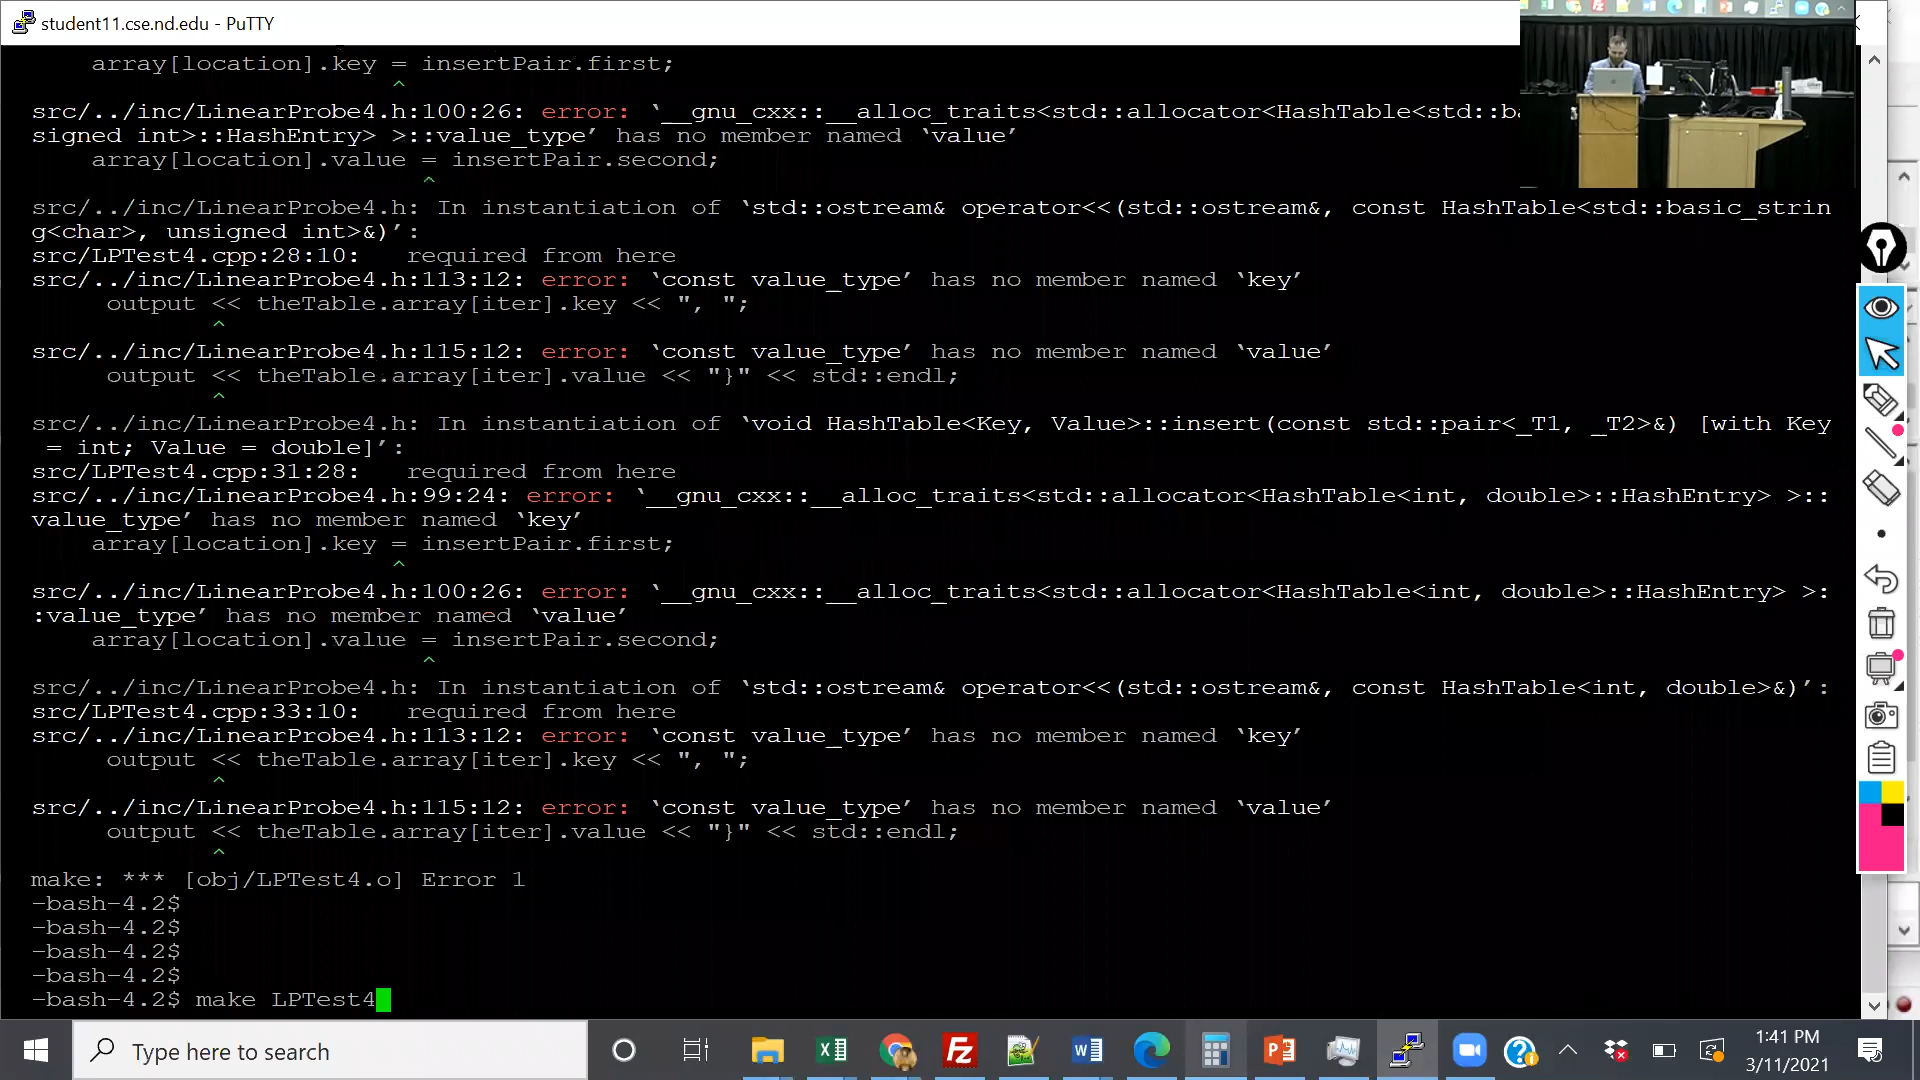 student11.cse.nd.edu - PuTTY
array[location].key = insertPair.first;
^
src/../inc/LinearProbe4.h:100:26: error: ‘__gnu_cxx::__alloc_traits<std::allocator<HashTable<std::ba
signed int>::HashEntry> >::value_type’ has no member named ‘value’
array[location].value = insertPair.second;
^
src/../inc/LinearProbe4.h: In instantiation of ‘std::ostream& operator<<(std::ostream&, const HashTable<std::basic_strin
g<char>, unsigned int>&)’:
src/LPTest4.cpp:28:10:   required from here
src/../inc/LinearProbe4.h:113:12: error: ‘const value_type’ has no member named ‘key’
output << theTable.array[iter].key << ", ";
^
src/../inc/LinearProbe4.h:115:12: error: ‘const value_type’ has no member named ‘value’
output << theTable.array[iter].value << "}" << std::endl;
^
src/../inc/LinearProbe4.h: In instantiation of ‘void HashTable<Key, Value>::insert(const std::pair<_T1, _T2>&) [with Key
= int; Value = double]’:
src/LPTest4.cpp:31:28:   required from here
src/../inc/LinearProbe4.h:99:24: error: ‘__gnu_cxx::__alloc_traits<std::allocator<HashTable<int, double>::HashEntry> >::
value_type’ has no member named ‘key’
array[location].key = insertPair.first;
^
src/../inc/LinearProbe4.h:100:26: error: ‘__gnu_cxx::__alloc_traits<std::allocator<HashTable<int, double>::HashEntry> >:
:value_type’ has no member named ‘value’
array[location].value = insertPair.second;
^
src/../inc/LinearProbe4.h: In instantiation of ‘std::ostream& operator<<(std::ostream&, const HashTable<int, double>&)’:
src/LPTest4.cpp:33:10:   required from here
src/../inc/LinearProbe4.h:113:12: error: ‘const value_type’ has no member named ‘key’
output << theTable.array[iter].key << ", ";
^
src/../inc/LinearProbe4.h:115:12: error: ‘const value_type’ has no member named ‘value’
output << theTable.array[iter].value << "}" << std::endl;
^
make: *** [obj/LPTest4.o] Error 1
-bash-4.2$
-bash-4.2$
-bash-4.2$
-bash-4.2$
-bash-4.2$ make LPTest4
Type here to search
1:41 PM
3/11/2021